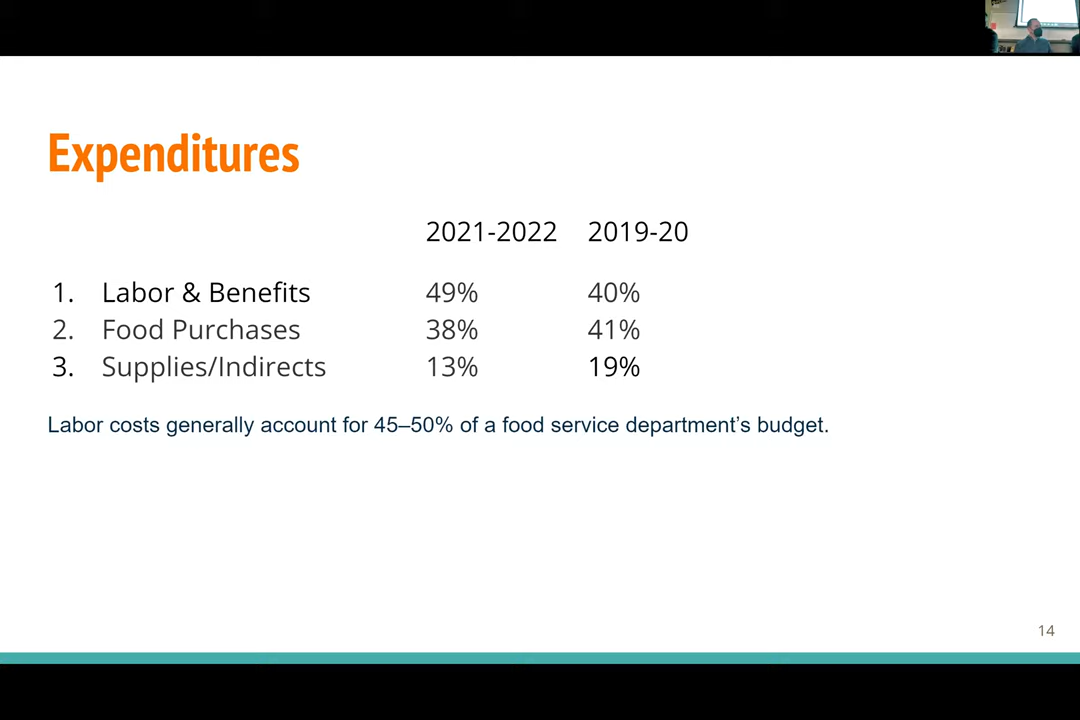 Expenditures
2021-2022 2019-20
1. Labor & Benefits 49% 40%
2. Food Purchases 38% 41%
3. Supplies/Indirects 13% 19%
Labor costs generally account for 45–50% of a food service department’s budget.
14